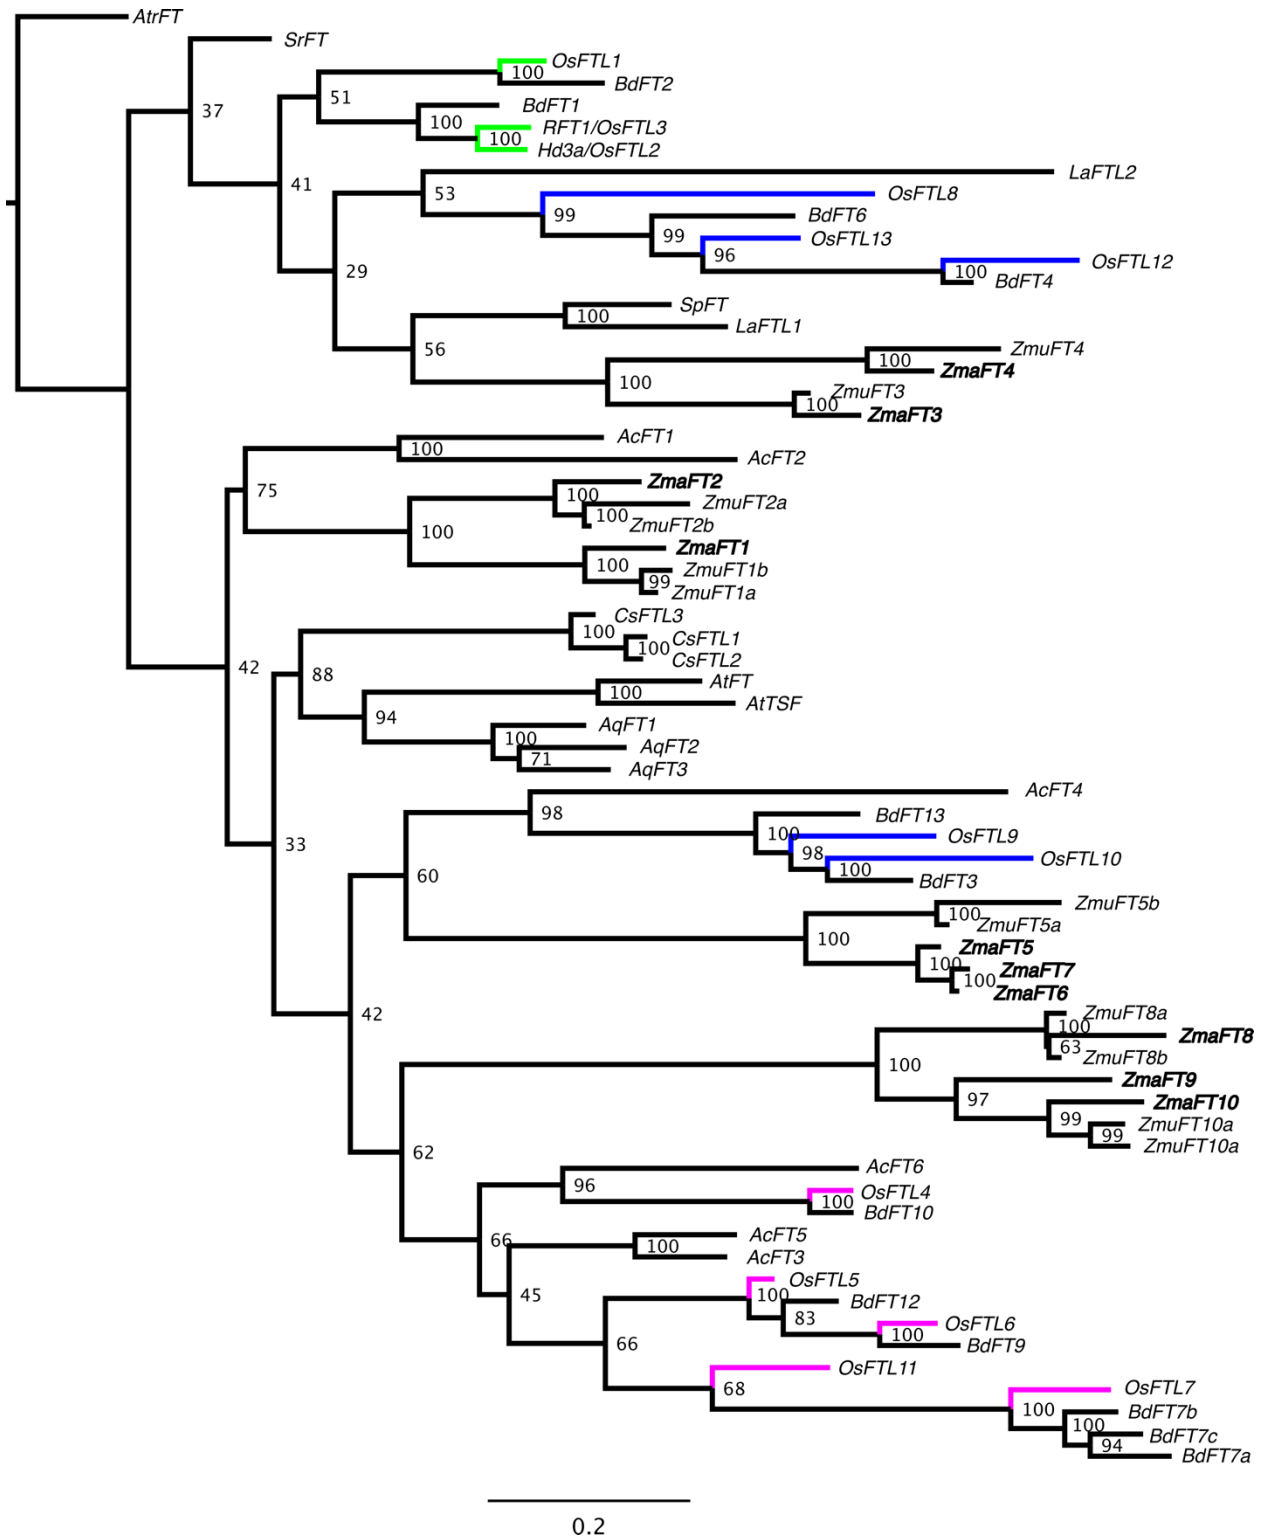 AtrFT
SrFT
OsFTL1
100
BdFT2
51
BdFT1
37
100
RFT1/OsFTL3
100
Hd3a/OsFTL2
LaFTL2
41
53
OsFTL8
99
BdFT6
99
OsFTL13
96
OsFTL12
29
100
BdFT4
SpFT
100
LaFTL1
56
ZmuFT4
100
ZmaFT4
100
ZmuFT3
100
ZmaFT3
AcFT1
100
AcFT2
75
ZmaFT2
100
ZmuFT2a
100
ZmuFT2b
100
ZmaFT1
100
ZmuFT1b
99
ZmuFT1a
CsFTL3
100
CsFTL1
100
CsFTL2
42
88
AtFT
100
AtTSF
94
AqFT1
100
AqFT2
71
AqFT3
AcFT4
98
BdFT13
100
OsFTL9
33
98
OsFTL10
100
BdFT3
60
ZmuFT5b
100
ZmuFT5a
100
ZmaFT5
100
ZmaFT7
100
ZmaFT6
42
ZmuFT8a
100
ZmaFT8
63
ZmuFT8b
100
ZmaFT9
97
ZmaFT10
99
ZmuFT10a
99
ZmuFT10a
62
AcFT6
96
OsFTL4
100
BdFT10
66
AcFT5
100
AcFT3
45
OsFTL5
100
BdFT12
83
OsFTL6
100
BdFT9
66
OsFTL11
68
OsFTL7
100
BdFT7b
100
BdFT7c
94
BdFT7a
0.2